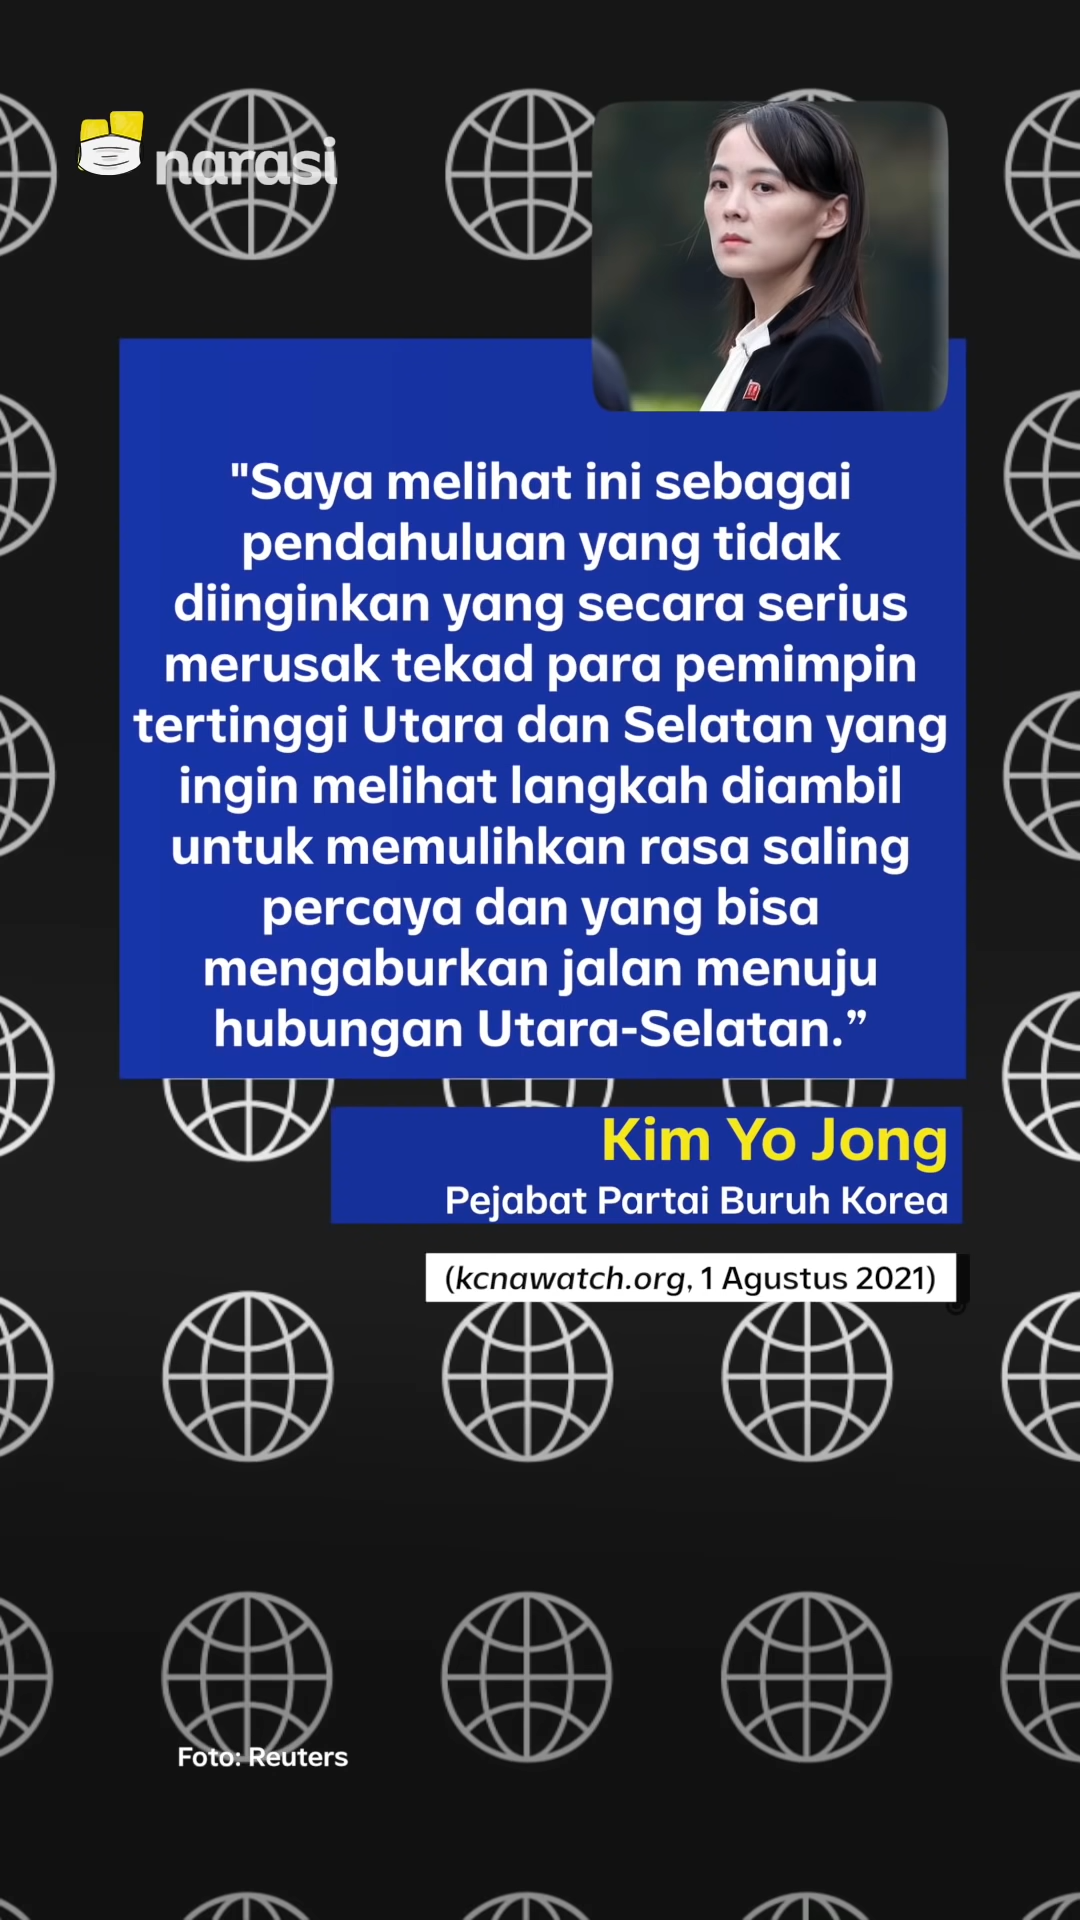 narasi
"Saya melihat ini sebagai
pendahuluan yang tidak
diinginkan yang secara serius
merusak tekad para pemimpin
tertinggi Utara dan Selatan yang
ingin melihat langkah diambil
untuk memulihkan rasa saling
percaya dan yang bisa
mengaburkan jalan menuju
hubungan Utara-Selatan.”
Kim Yo Jong
Pejabat Partai Buruh Korea
(kcnawatch.org, 1 Agustus 2021)
Foto: Reuters